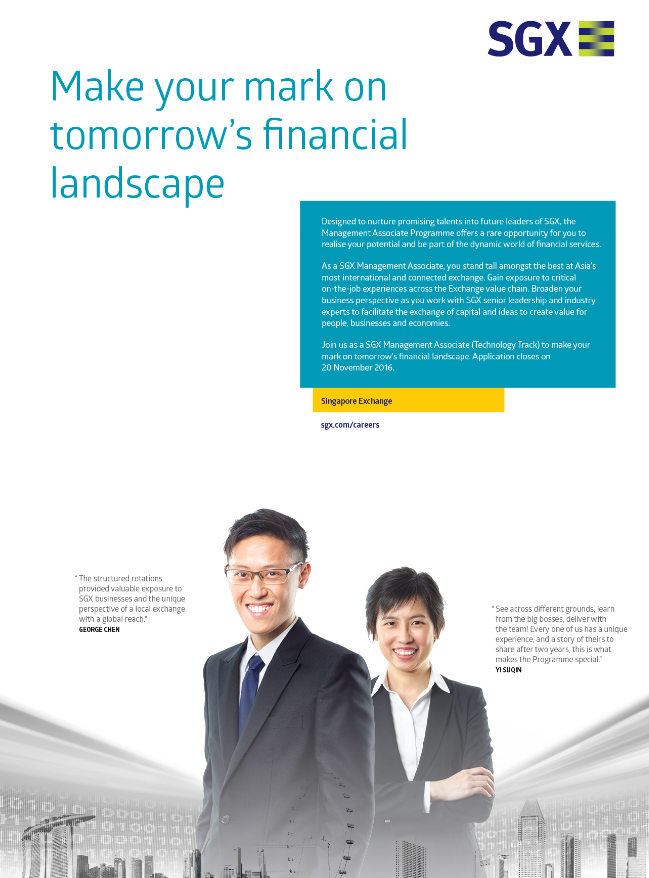 SGX
Make your mark on
tomorrow's financial
landscape
Designed to nurture promising talents into future leaders of SGX, the
Management Associate Programme offers a rare opportunity for you to
realise your potential and be part of the dynamic world of financial services.
As a SGX Management Associate, you stand tall amongst the best at Asia's
most international and connected exchange. Gain exposure to critical
on-the-job experiences across the Exchange value chain. Broaden your
business perspective as you work with SGX senior leadership and industry
experts to facilitate the exchange of capital and ideas to create value for
people, businesses and economies.
Join us as a SGX Management Associate (Technology Track) to make your
mark on tomorrow's financial landscape. Application closes on
20 November 2016.
Singapore Exchange
sgx.com/careers
"The structured rotations
provided valuable exposure to
SGX businesses and the unique
perspective of a local exchange
with a global reach."
GEORGE CHEN
"See across different grounds, learn
from the big bosses, deliver with
the team! Every one of us has a unique
experience, and a story of theirs to
share after two years, this is what
makes the Programme special."
YI SUQIN